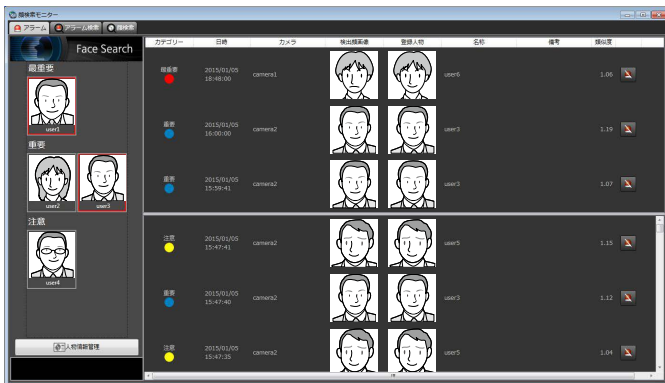 顔検索モニター
アラーム アラーム検索 顔検索
Face Search
最重要
user1
重要
user2 user3
注意
user4
人物情報管理
カテゴリー 日時 カメラ 検出顔画像 登録人物 名称 備考 類似度
最重要 2015/01/05 18:48:00 camera1 user6 1.06
重要 2015/01/05 16:00:00 camera2 user3 1.19
重要 2015/01/05 15:59:41 camera2 user3 1.07
注意 2015/01/05 15:47:41 camera2 user5 1.15
重要 2015/01/05 15:47:40 camera2 user3 1.12
注意 2015/01/05 15:47:35 camera2 user5 1.04